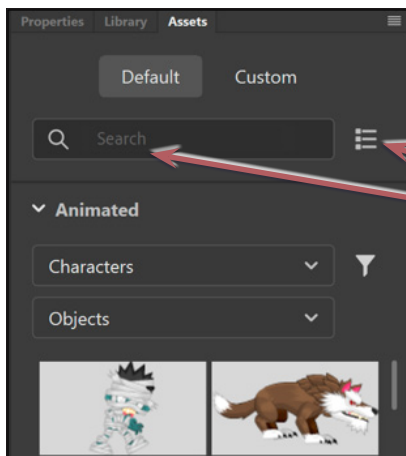 Properties Library Assets
Default Custom
Search
Animated
Characters
Objects